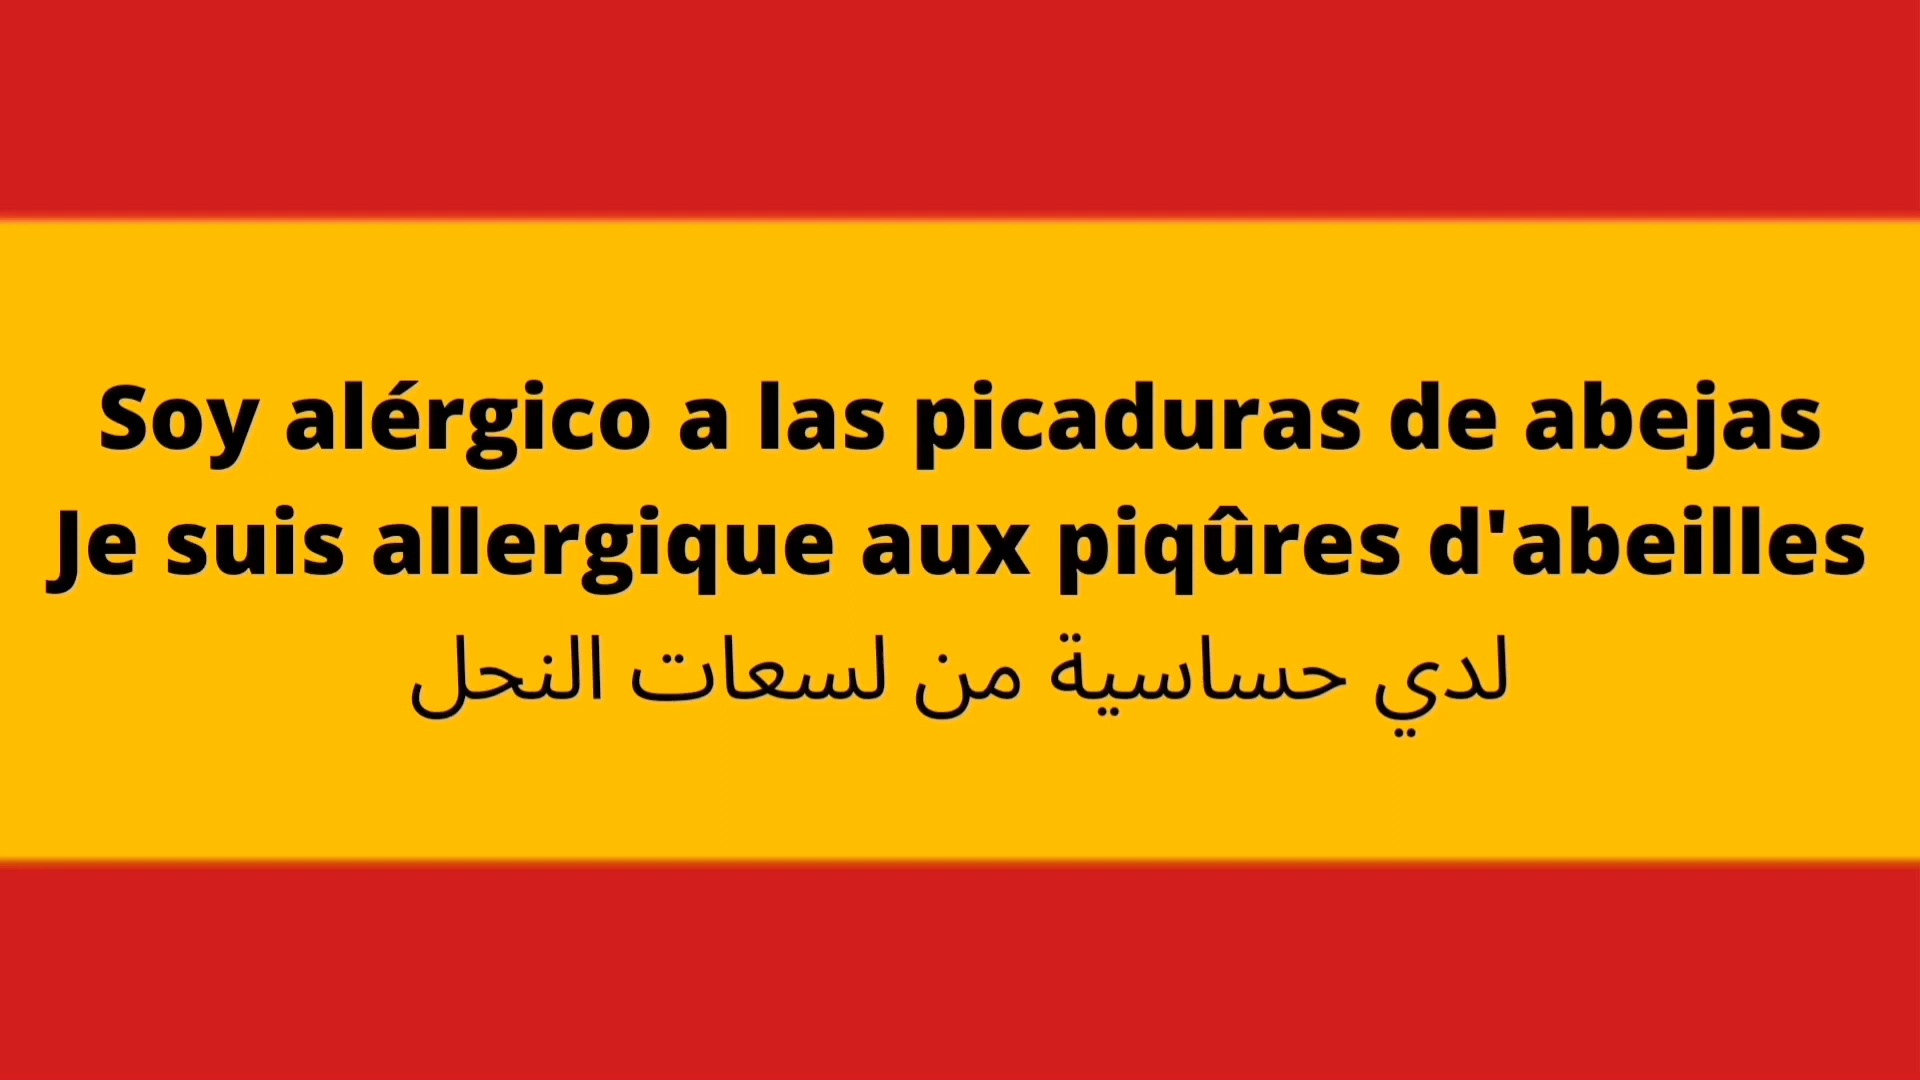 Soy alérgico a las picaduras de abejas
Je suis allergique aux piqûres d'abeilles
لدي حساسية من لسعات النحل